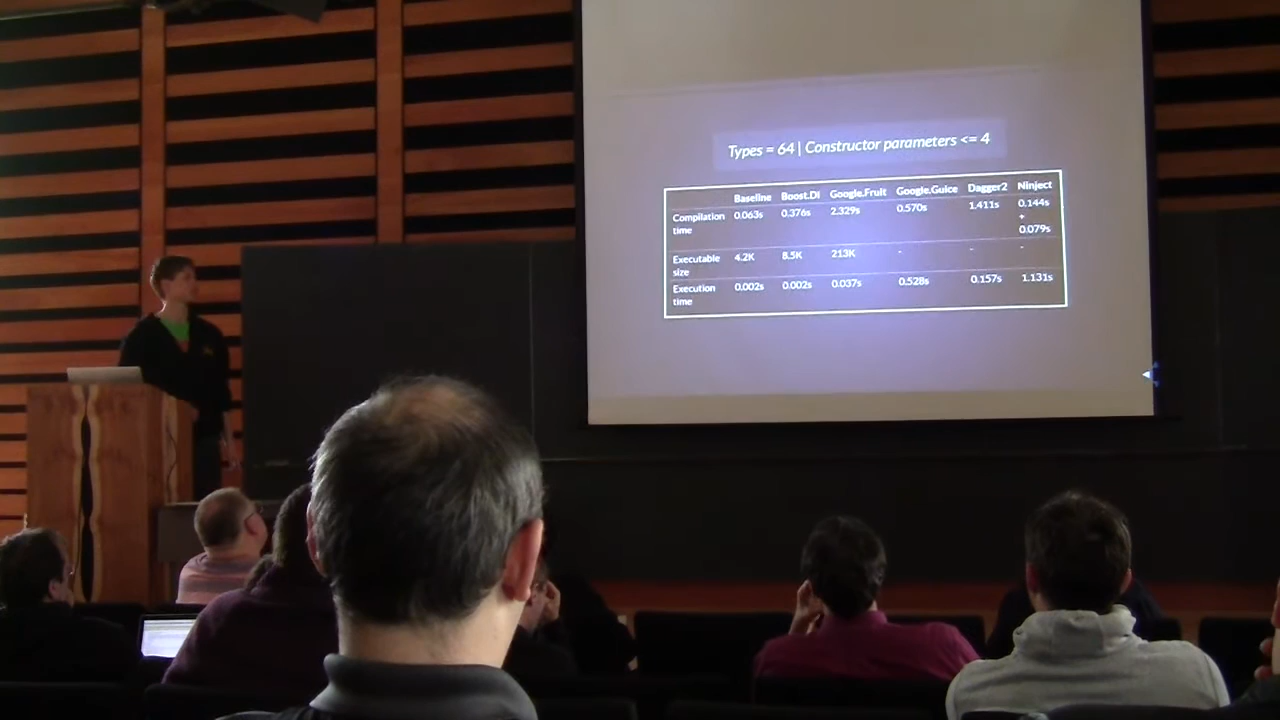 Types = 64 | Constructor parameters <= 4
Baseline Boost.DI Google.Fruit Google.Guice Dagger2 Ninject
Compilation time 0.063s 0.376s 2.329s 0.570s 1.411s 0.144s + 0.079s
Executable size 4.2K 8.5K 213K - - -
Execution time 0.002s 0.002s 0.037s 0.528s 0.157s 1.131s